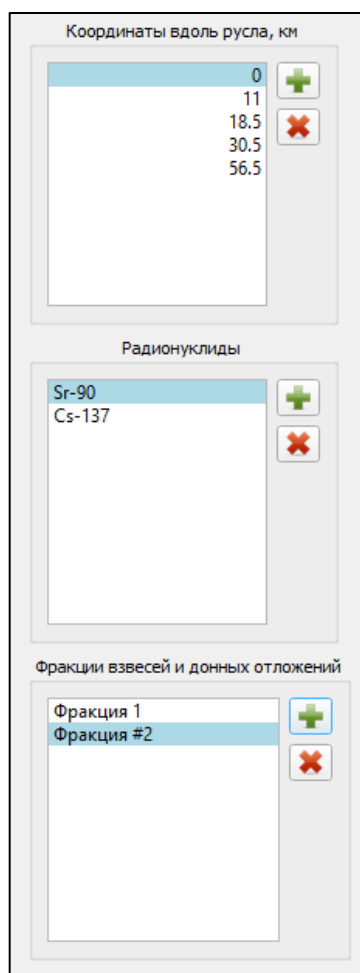 Координаты вдоль русла, км
0
11
18.5
30.5
56.5
Радионуклиды
Sr-90
Cs-137
Фракции взвесей и донных отложений
Фракция 1
Фракция #2